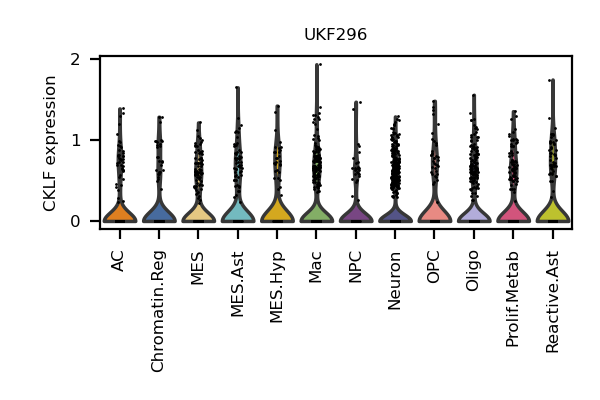 UKF296
CKLF expression
2
1
0
AC
Chromatin.Reg
MES
MES.Ast
MES.Hyp
Mac
NPC
Neuron
OPC
Oligo
Prolif.Metab
Reactive.Ast